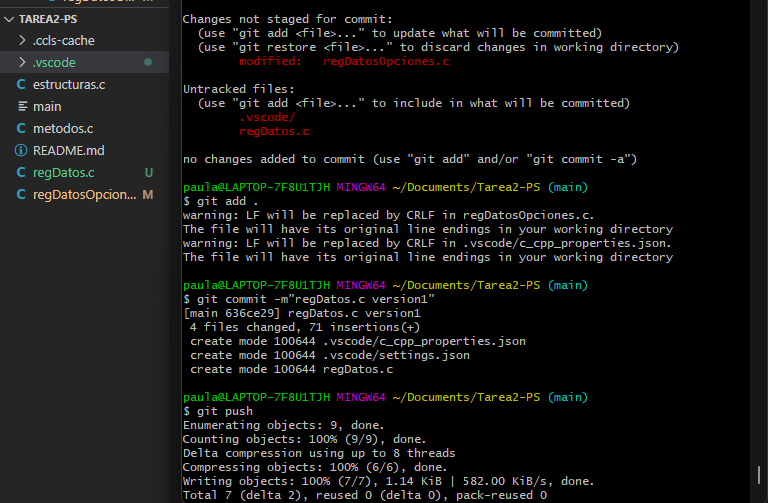 regDatosO
TAREA2-PS
.ccls-cache
.vscode
estructuras.c
main
metodos.c
README.md
regDatos.c U
regDatosOpcion... M
Changes not staged for commit:
(use "git add <file>..." to update what will be committed)
(use "git restore <file>..." to discard changes in working directory)
modified: regDatosOpciones.c
Untracked files:
(use "git add <file>..." to include in what will be committed)
.vscode/
regDatos.c
no changes added to commit (use "git add" and/or "git commit -a")
paula@LAPTOP-7F8U1TJH MINGW64 ~/Documents/Tarea2-PS (main)
$ git add .
warning: LF will be replaced by CRLF in regDatosOpciones.c.
The file will have its original line endings in your working directory
warning: LF will be replaced by CRLF in .vscode/c_cpp_properties.json.
The file will have its original line endings in your working directory
paula@LAPTOP-7F8U1TJH MINGW64 ~/Documents/Tarea2-PS (main)
$ git commit -m"regDatos.c version1"
[main 636ce29] regDatos.c version1
4 files changed, 71 insertions(+)
create mode 100644 .vscode/c_cpp_properties.json
create mode 100644 .vscode/settings.json
create mode 100644 regDatos.c
paula@LAPTOP-7F8U1TJH MINGW64 ~/Documents/Tarea2-PS (main)
$ git push
Enumerating objects: 9, done.
Counting objects: 100% (9/9), done.
Delta compression using up to 8 threads
Compressing objects: 100% (6/6), done.
Writing objects: 100% (7/7), 1.14 KiB | 582.00 KiB/s, done.
Total 7 (delta 2), reused 0 (delta 0), pack-reused 0